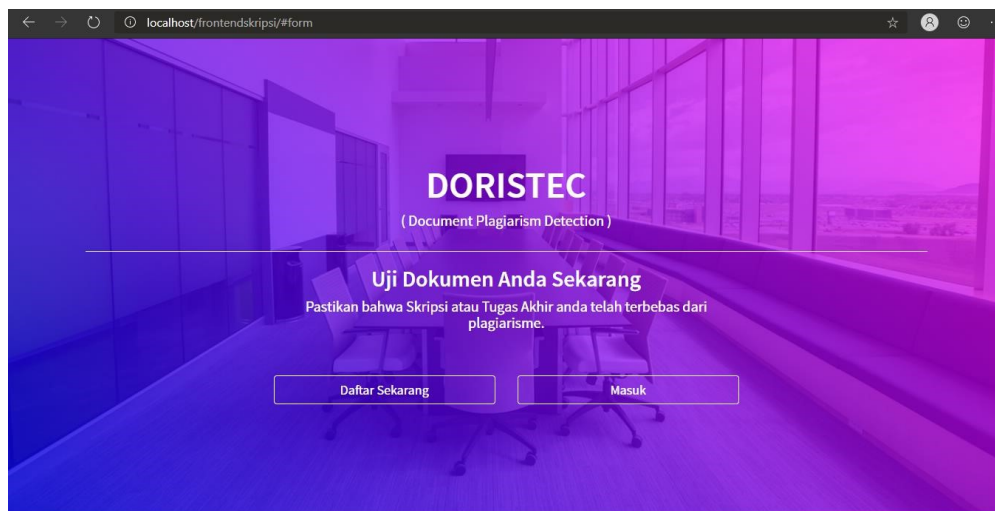 localhost/frontendskripsi/#form
DORISTEC
( Document Plagiarism Detection )
Uji Dokumen Anda Sekarang
Pastikan bahwa Skripsi atau Tugas Akhir anda telah terbebas dari
plagiarisme.
Daftar Sekarang
Masuk